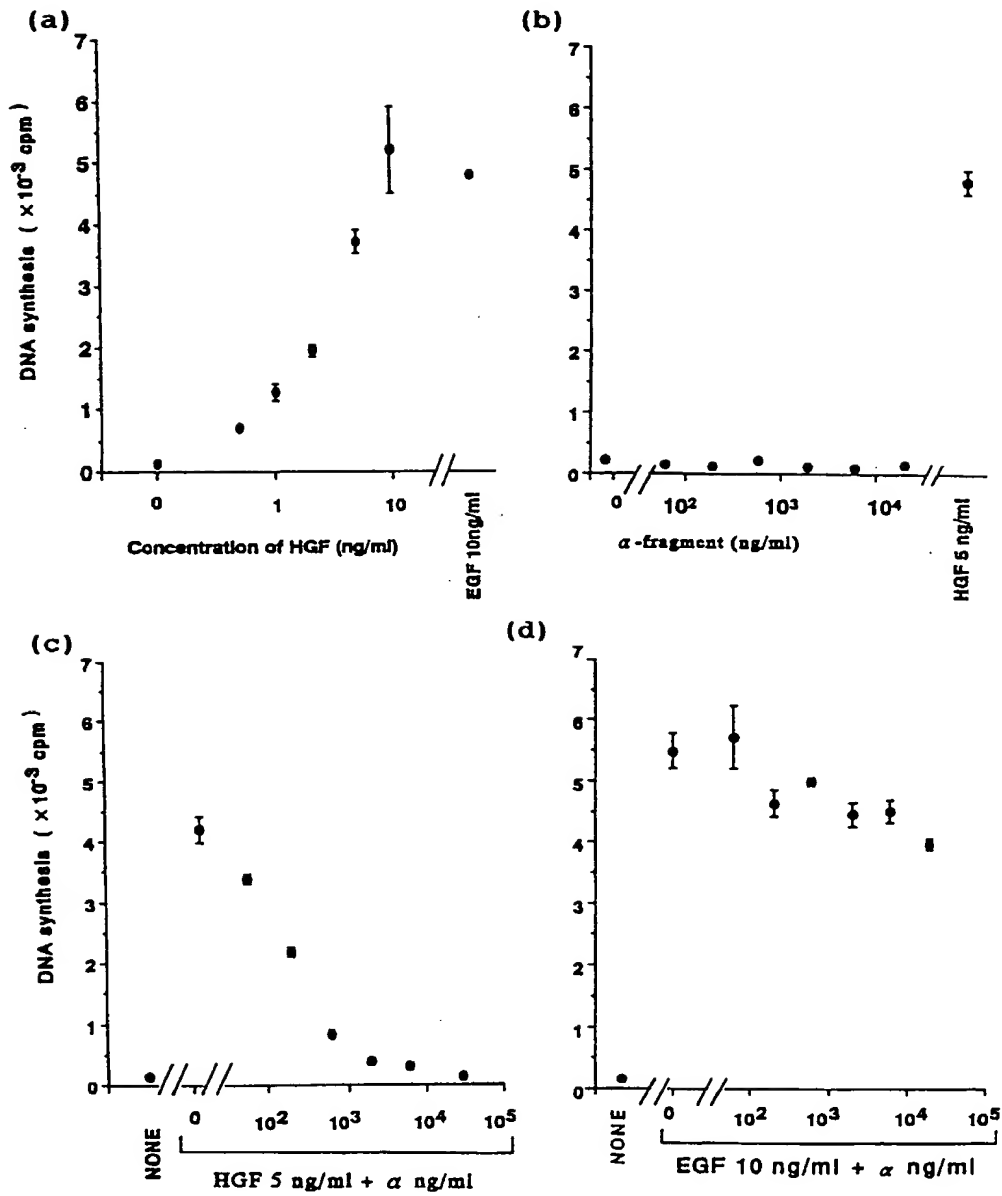 (a)
7
6
5
4
3
2
1
0
DNA synthesis ( ×10⁻³ cpm )
0 1 10
EGF 10ng/ml
Concentration of HGF (ng/ml)
(b)
7
6
5
4
3
2
1
0
0 10² 10³ 10⁴
HGF 5 ng/ml
α-fragment (ng/ml)
(c)
7
6
5
4
3
2
1
0
DNA synthesis ( ×10⁻³ cpm )
NONE
0 10² 10³ 10⁴ 10⁵
HGF 5 ng/ml + α ng/ml
(d)
7
6
5
4
3
2
1
0
NONE
0 10² 10³ 10⁴ 10⁵
EGF 10 ng/ml + α ng/ml